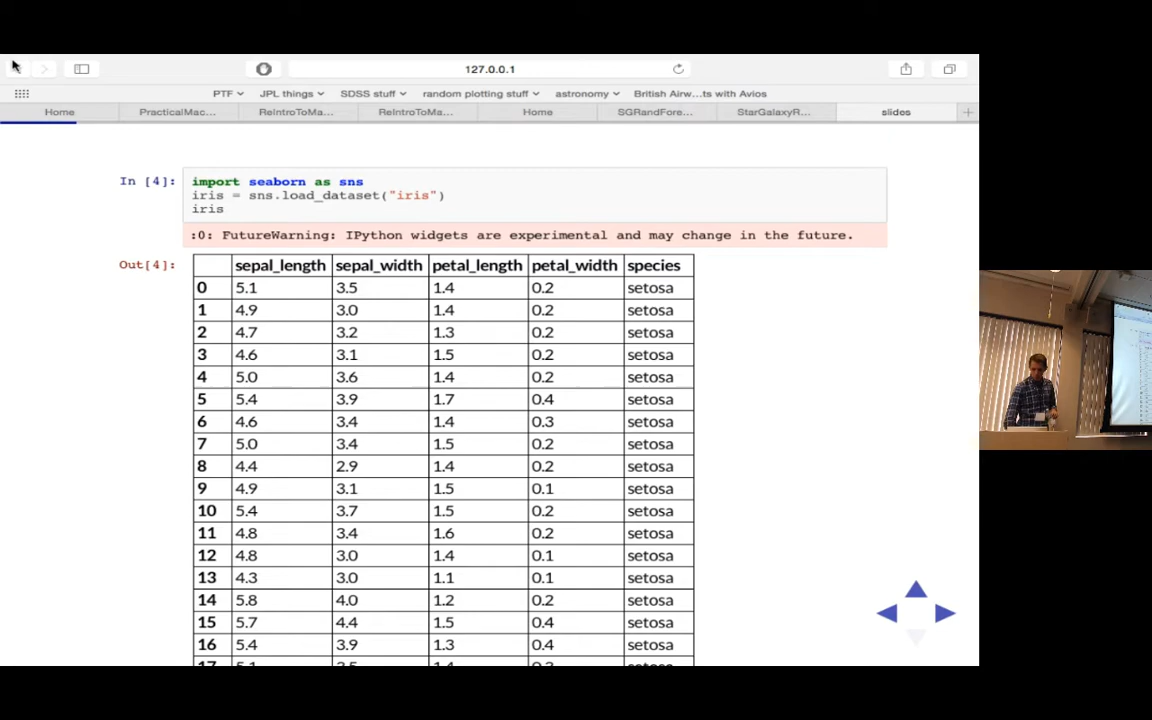 127.0.0.1
PTF JPL things SDSS stuff random plotting stuff astronomy British Airw...ts with Avios
Home PracticalMac... ReIntroToMa... ReIntroToMa... Home SGRandFore... StarGalaxyR... slides
In [4]: import seaborn as sns
iris = sns.load_dataset("iris")
iris
:0: FutureWarning: IPython widgets are experimental and may change in the future.
Out[4]: sepal_length sepal_width petal_length petal_width species
0 5.1 3.5 1.4 0.2 setosa
1 4.9 3.0 1.4 0.2 setosa
2 4.7 3.2 1.3 0.2 setosa
3 4.6 3.1 1.5 0.2 setosa
4 5.0 3.6 1.4 0.2 setosa
5 5.4 3.9 1.7 0.4 setosa
6 4.6 3.4 1.4 0.3 setosa
7 5.0 3.4 1.5 0.2 setosa
8 4.4 2.9 1.4 0.2 setosa
9 4.9 3.1 1.5 0.1 setosa
10 5.4 3.7 1.5 0.2 setosa
11 4.8 3.4 1.6 0.2 setosa
12 4.8 3.0 1.4 0.1 setosa
13 4.3 3.0 1.1 0.1 setosa
14 5.8 4.0 1.2 0.2 setosa
15 5.7 4.4 1.5 0.4 setosa
16 5.4 3.9 1.3 0.4 setosa